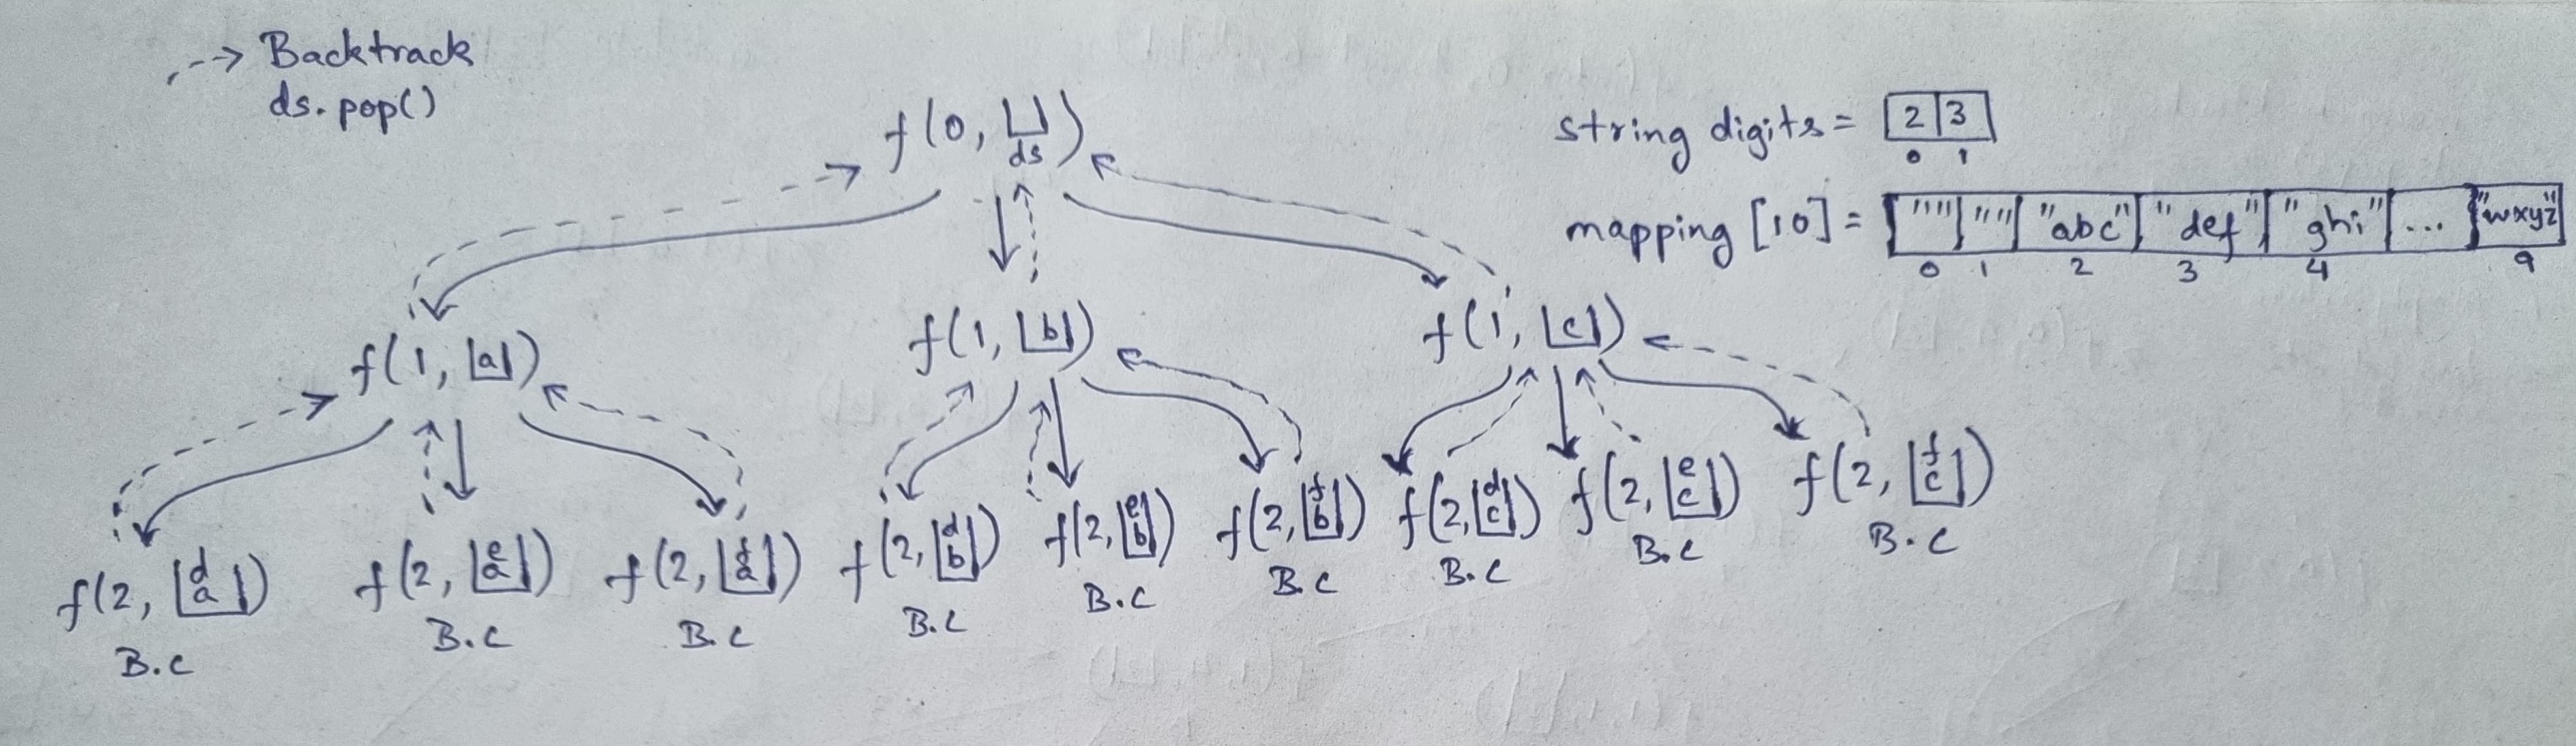 --> Backtrack
ds.pop()
f(0, ds)
string digits = 2 3
0 1
mapping [10] = "" "" "abc" "def" "ghi" ... "wxyz"
0 1 2 3 4 9
f(1, a)
f(1, b)
f(1, c)
f(2, d a)
B.C
f(2, e a)
B.C
f(2, f a)
B.C
f(2, d b)
B.C
f(2, e b)
B.C
f(2, f b)
B.C
f(2, d c)
B.C
f(2, e c)
B.C
f(2, f c)
B.C